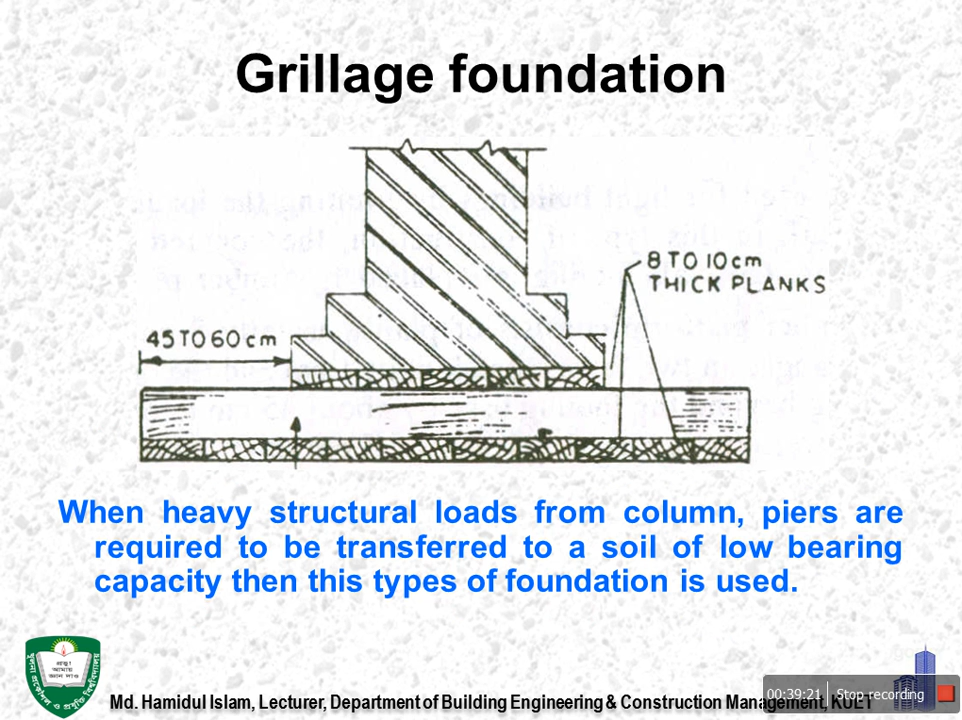 Grillage foundation
8 TO 10 cm
THICK PLANKS
45 TO 60 cm
When heavy structural loads from column, piers are
required to be transferred to a soil of low bearing
capacity then this types of foundation is used.
Md. Hamidul Islam, Lecturer, Department of Building Engineering & Construction Management, KUET
00:39:21 Stop recording